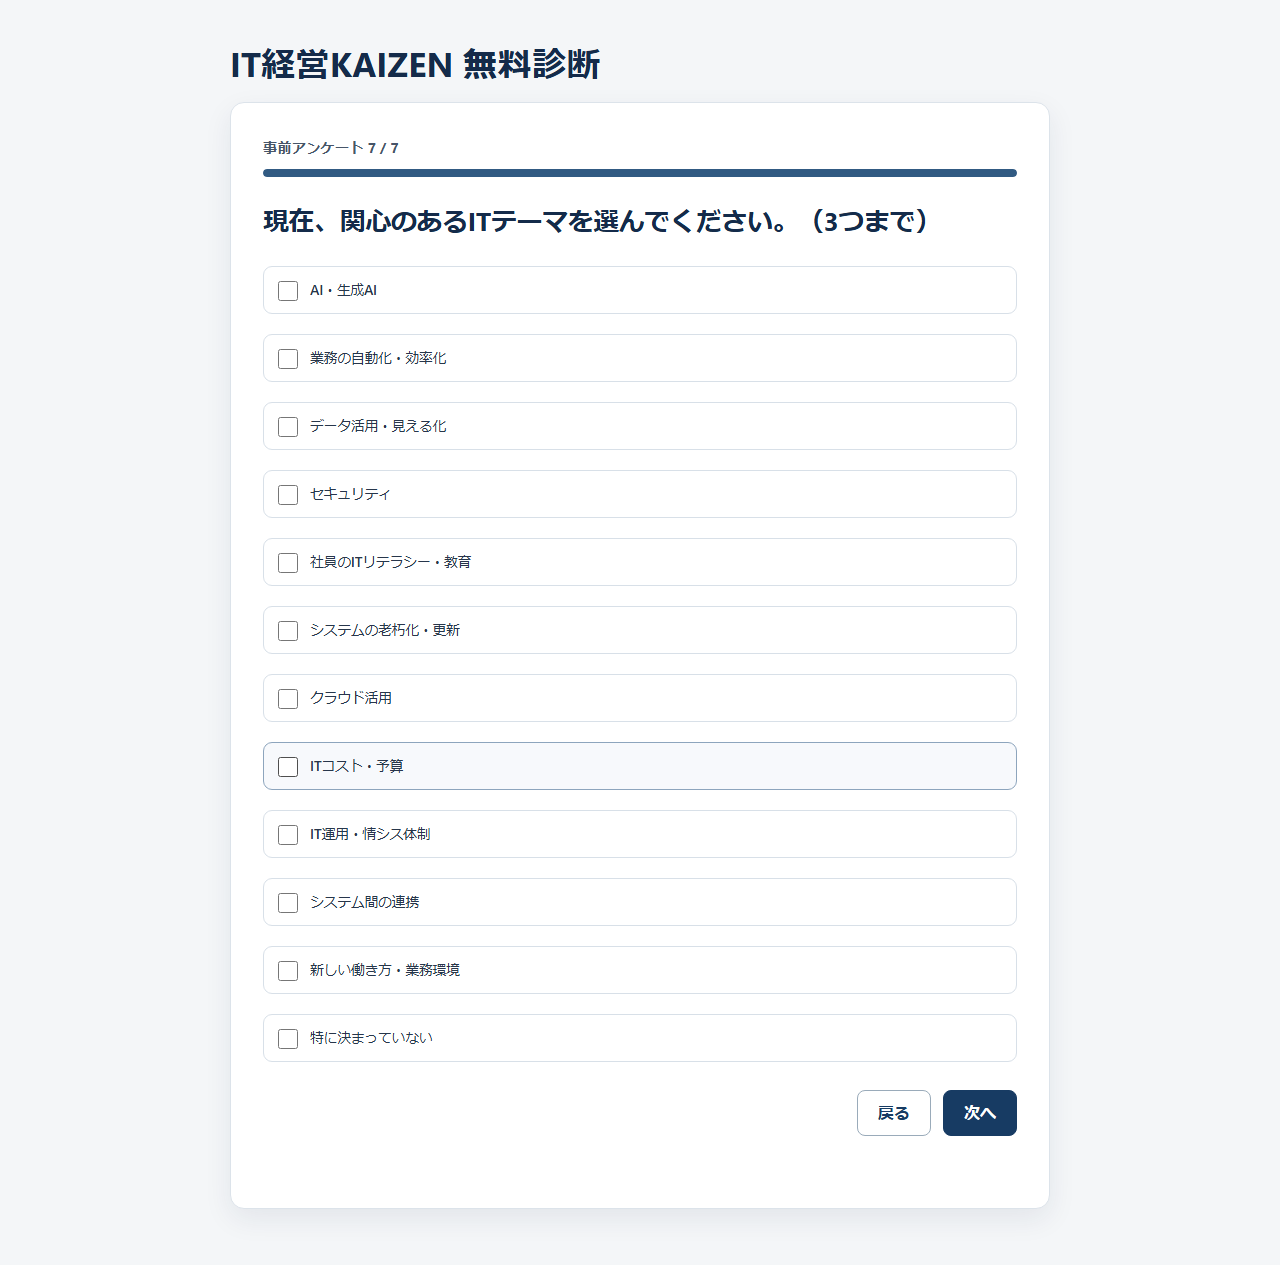 IT経営KAIZEN 無料診断
事前アンケート 7 / 7
現在、関心のあるITテーマを選んでください。（3つまで）
AI・生成AI
業務の自動化・効率化
データ活用・見える化
セキュリティ
社員のITリテラシー・教育
システムの老朽化・更新
クラウド活用
ITコスト・予算
IT運用・情シス体制
システム間の連携
新しい働き方・業務環境
特に決まっていない
戻る
次へ